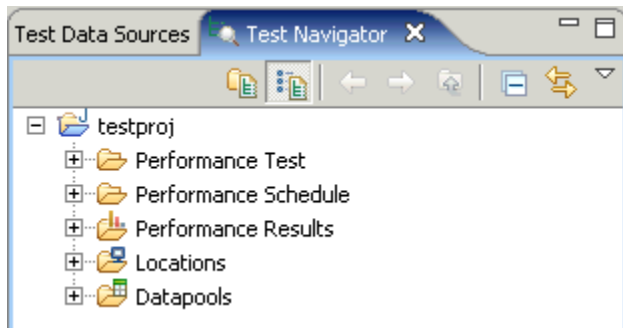 Test Data Sources Test Navigator
testproj
Performance Test
Performance Schedule
Performance Results
Locations
Datapools